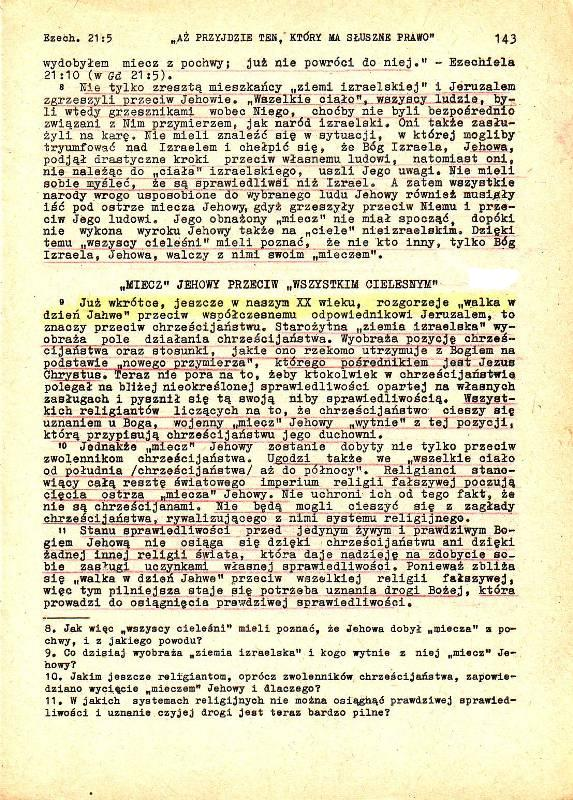 Ezech. 21:5 „AŻ PRZYJDZIE TEN, KTÓRY MA SŁUSZNE PRAWO" 143
wydobyłem miecz z pochwy; już nie powróci do niej." – Ezechiela
21:10 (w Gd 21:5).
8 Nie tylko zresztą mieszkańcy „ziemi izraelskiej" i Jeruzalem
zgrzeszyli przeciw Jehowie. „Wszelkie ciało", wszyscy ludzie, by-
li wtedy grzesznikami wobec Niego, choćby nie byli bezpośrednio
związeni z Nim przymierzem, jak naród izraelski. Oni także zasłu-
żyli na karę. Nie mieli znaleźć się w sytuacji, w której mogliby
tryumfować nad Izraelem i chełpić się, że Bóg Izraela, Jehowa,
podjął drastyczne kroki przeciw własnemu ludowi, natomiast oni,
nie należąc do „ciała" izraelskiego, uszli Jego uwagi. Nie mieli
sobie myśleć, że są sprawiedliwsi niż Izrael. A zatem wszystkie
narody wrogo usposobione do wybranego ludu Jehowy również musiały
iść pod ostrze miecza Jehowy, gdyż grzeszyły przeciw Niemu i prze-
ciw Jego ludowi. Jego obnażony „miecz" nie miał spocząć, dopóki
nie wykona wyroku Jehowy także na „ciele" nieizraelskim. Dzięki
temu „wszyscy cieleśni" mieli poznać, że nie kto inny, tylko Bóg
Izraela, Jehowa, walczy z nimi swoim „mieczem".
„MIECZ" JEHOWY PRZECIW „WSZYSTKIM CIELESNYM"
9 Już wkrótce, jeszcze w naszym XX wieku, rozgorzeje „walka w
dzień Jahwe" przeciw współczesnemu odpowiednikowi Jeruzalem, to
znaczy przeciw chrześcijaństwu. Starożytna „ziemia izraelska" wy-
obraża pole działania chrześcijaństwa. Wyobraża pozycję chrześ-
cijaństwa oraz stosunki, jakie ono rzekomo utrzymuje z Bogiem na
podstawie „nowego przymierza", którego pośrednikiem jest Jezus
Chrystus. Teraz nie pora na to, żeby ktokolwiek w chrześcijaństwie
polegał na bliżej nieokreślonej sprawiedliwości opartej na własnych
zasługach i pysznił się tą swoją niby sprawiedliwością. Wszyst-
kich religiantów liczących na to, że chrześcijaństwo cieszy się
uznaniem u Boga, wojenny „miecz" Jehowy „wytnie" z tej pozycji,
którą przypisują chrześcijaństwu jego duchowni.
10 Jednakże „miecz" Jehowy zostanie dobyty nie tylko przeciw
zwolennikom chrześcijaństwa. Ugodzi także we „wszelkie ciało
od południa /chrześcijaństwa/ aż do północy". Religianci stano-
wiący całą resztę światowego imperium religii fałszywej poczują
cięcia ostrza „miecza" Jehowy. Nie uchroni ich od tego fakt, że
nie są chrześcijanami. Nie będą mogli cieszyć się z zagłady
chrześcijaństwa, rywalizującego z nimi systemu religijnego.
11 Stanu sprawiedliwości przed jedynym żywym i prawdziwym Bo-
giem Jehową nie osiąga się dzięki chrześcijaństwu ani dzięki
żadnej innej religii świata, która daje nadzieję na zdobycie so-
bie zasługi uczynkami własnej sprawiedliwości. Ponieważ zbliża
się „walka w dzień Jahwe" przeciw wszelkiej religii fałszywej,
więc tym pilniejsza staje się potrzeba uznania drogi Bożej, która
prowadzi do osiągnięcia prawdziwej sprawiedliwości.
8. Jak więc „wszyscy cieleśni" mieli poznać, że Jehowa dobył „miecza" z po-
chwy, i z jakiego powodu?
9. Co dzisiaj wyobraża „ziemia izraelska" i kogo wytnie z niej „miecz" Je-
howy?
10. Jakim jeszcze religiantom, oprócz zwolenników chrześcijaństwa, zapowie-
dziano wycięcie „mieczem" Jehowy i dlaczego?
11. W jakich systemach religijnych nie można osiągnąć prawdziwej sprawied-
liwości i uznanie czyjej drogi jest teraz bardzo pilne?